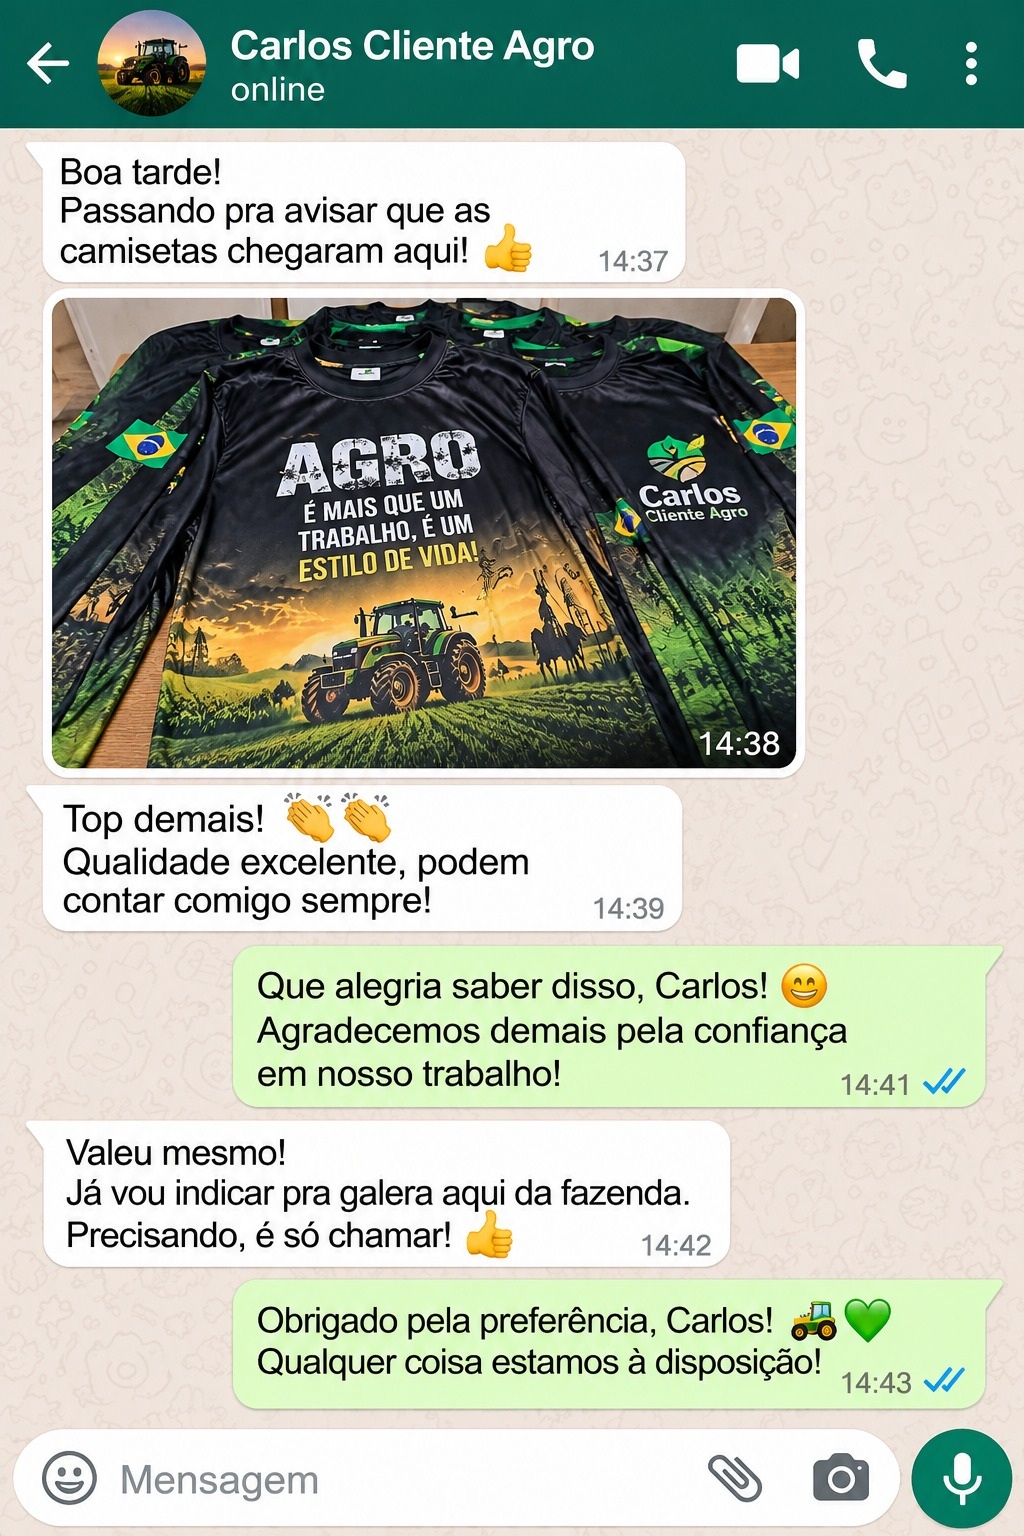 Carlos Cliente Agro
online
Boa tarde!
Passando pra avisar que as
camisetas chegaram aqui! 👍
14:37
AGRO
É MAIS QUE UM
TRABALHO, É UM
ESTILO DE VIDA!
Carlos
Cliente Agro
14:38
Top demais! 👏👏
Qualidade excelente, podem
contar comigo sempre!
14:39
Que alegria saber disso, Carlos! 😄
Agradecemos demais pela confiança
em nosso trabalho!
14:41
Valeu mesmo!
Já vou indicar pra galera aqui da fazenda.
Precisando, é só chamar! 👍
14:42
Obrigado pela preferência, Carlos! 🚜💚
Qualquer coisa estamos à disposição!
14:43
Mensagem